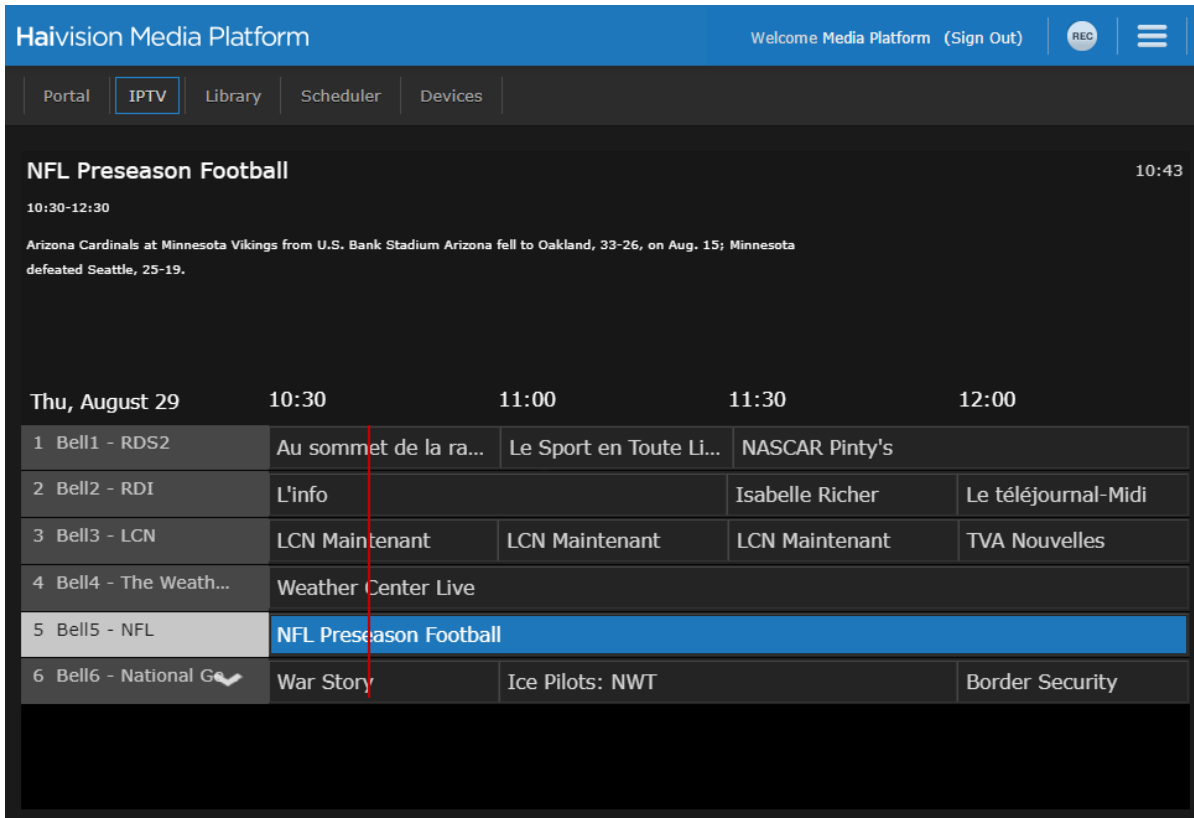 Haivision Media Platform
Welcome Media Platform (Sign Out)
REC
Portal IPTV Library Scheduler Devices
NFL Preseason Football
10:43
10:30-12:30
Arizona Cardinals at Minnesota Vikings from U.S. Bank Stadium Arizona fell to Oakland, 33-26, on Aug. 15; Minnesota
defeated Seattle, 25-19.
Thu, August 29 10:30 11:00 11:30 12:00
1 Bell1 - RDS2 Au sommet de la ra... Le Sport en Toute Li... NASCAR Pinty's
2 Bell2 - RDI L'info Isabelle Richer Le téléjournal-Midi
3 Bell3 - LCN LCN Maintenant LCN Maintenant LCN Maintenant TVA Nouvelles
4 Bell4 - The Weath... Weather Center Live
5 Bell5 - NFL NFL Preseason Football
6 Bell6 - National War Story Ice Pilots: NWT Border Security